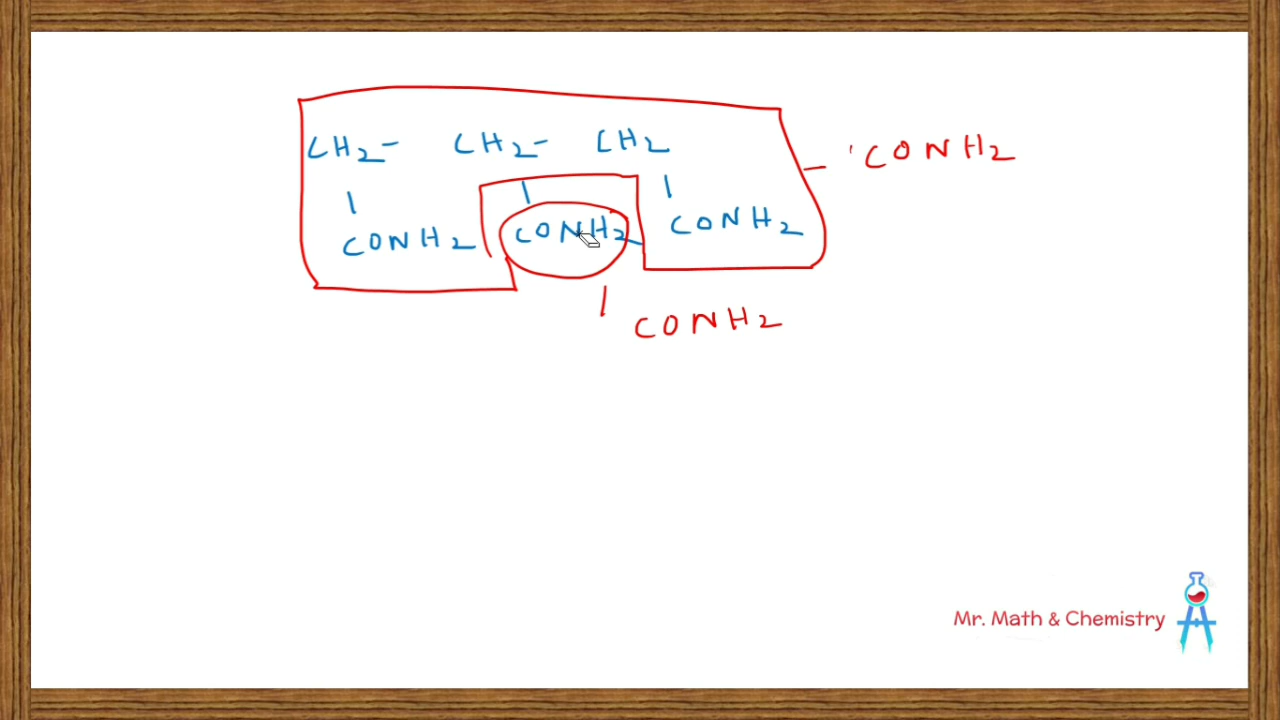 CH2- CH2- CH2
CONH2 CONH2 CONH2
CONH2
CONH2
Mr. Math & Chemistry